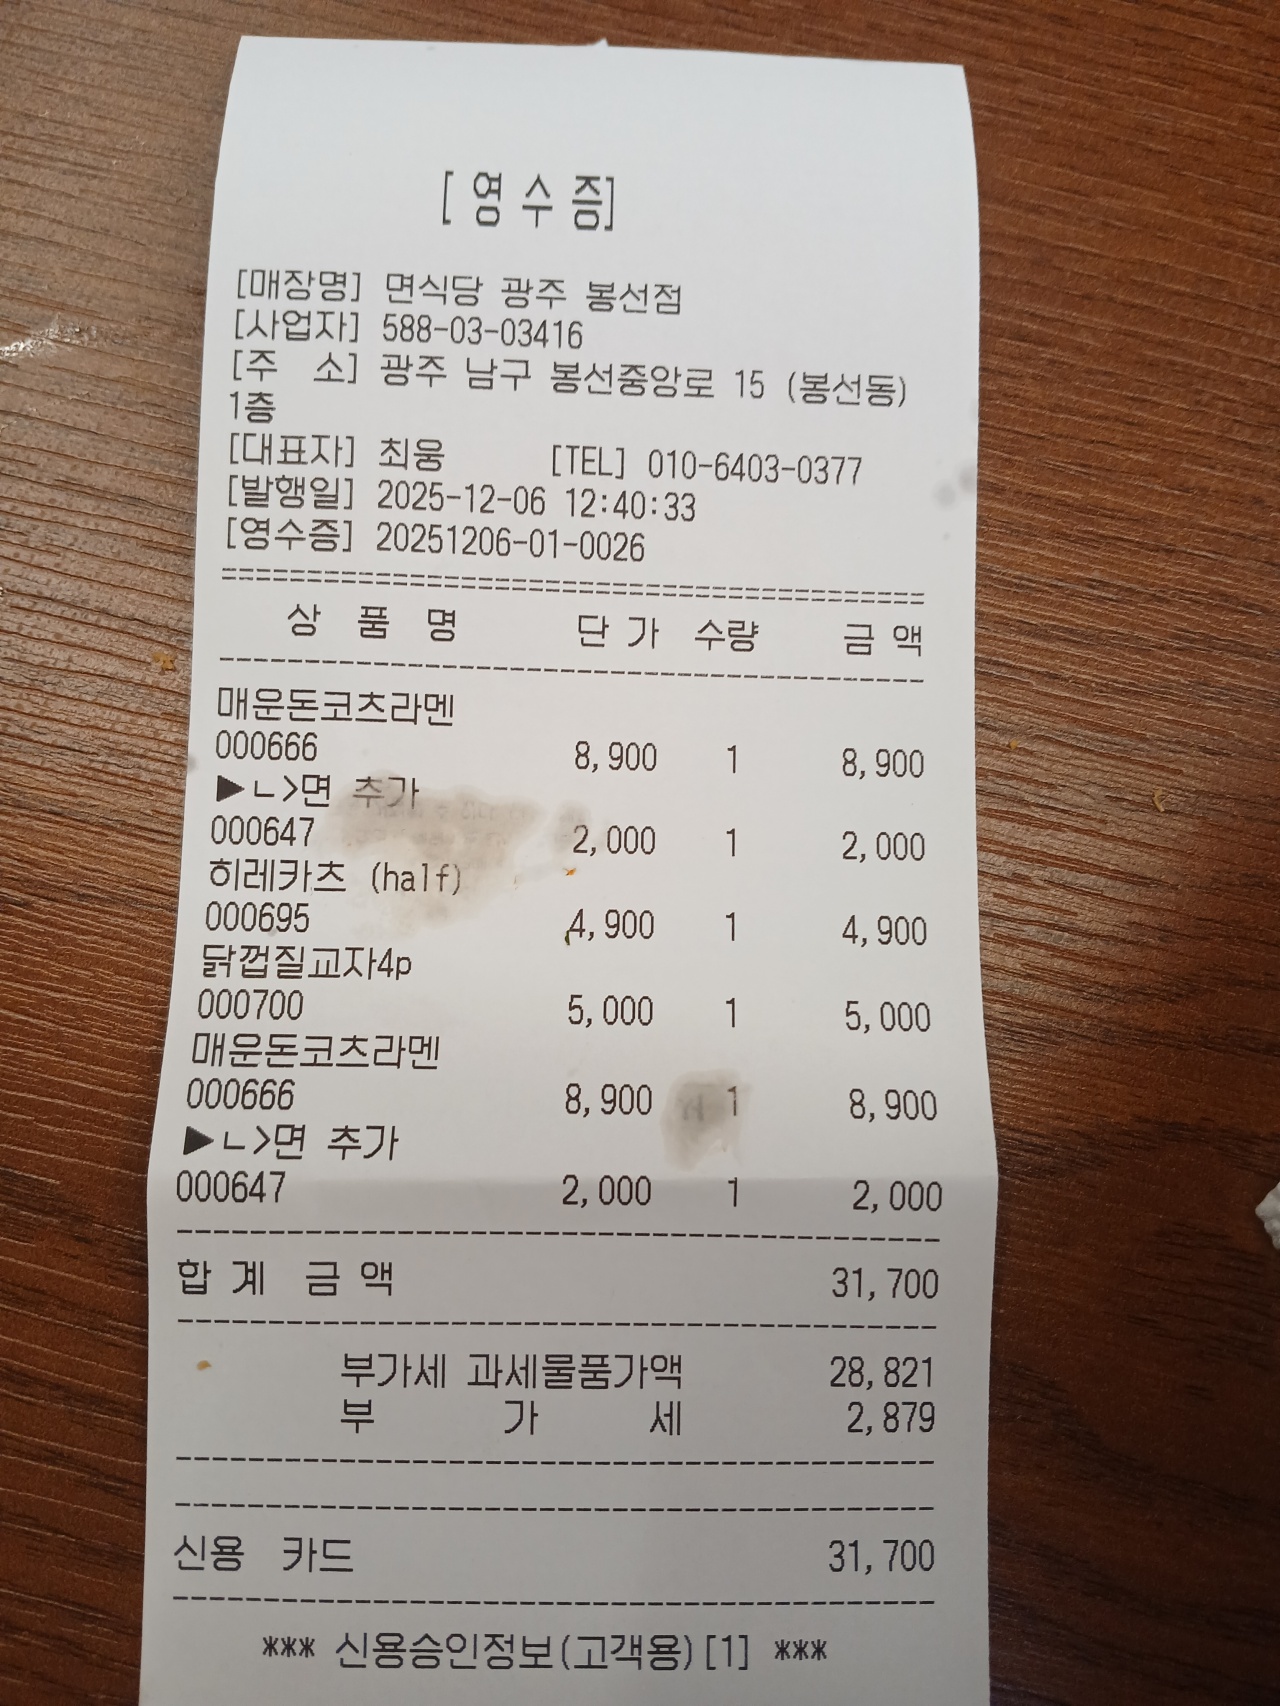 [ 영 수 증]
[매장명] 면식당 광주 봉선점
[사업자] 588-03-03416
[주 소] 광주 남구 봉선중앙로 15 (봉선동)
1층
[대표자] 최웅 [TEL] 010-6403-0377
[발행일] 2025-12-06 12:40:33
[영수증] 20251206-01-0026
상 품 명 단 가 수량 금 액
매운돈코츠라멘
000666 8,900 1 8,900
▶ㄴ>면 추가
000647 2,000 1 2,000
히레카츠 (half)
000695 4,900 1 4,900
닭껍질교자4p
000700 5,000 1 5,000
매운돈코츠라멘
000666 8,900 1 8,900
▶ㄴ>면 추가
000647 2,000 1 2,000
합 계 금 액 31,700
부가세 과세물품가액 28,821
부 가 세 2,879
신용 카드 31,700
*** 신용승인정보(고객용)[1] ***